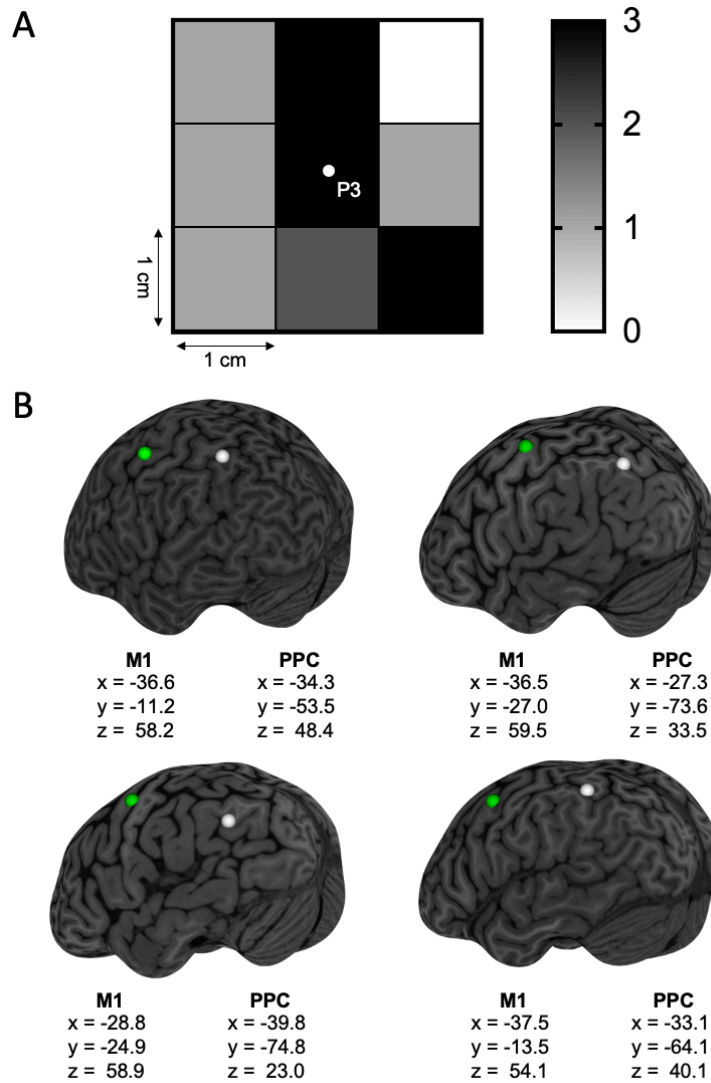 A
3
2
1
0
P3
1 cm
1 cm
B
M1 PPC
x = -36.6 x = -34.3
y = -11.2 y = -53.5
z = 58.2 z = 48.4
M1 PPC
x = -36.5 x = -27.3
y = -27.0 y = -73.6
z = 59.5 z = 33.5
M1 PPC
x = -28.8 x = -39.8
y = -24.9 y = -74.8
z = 58.9 z = 23.0
M1 PPC
x = -37.5 x = -33.1
y = -13.5 y = -64.1
z = 54.1 z = 40.1